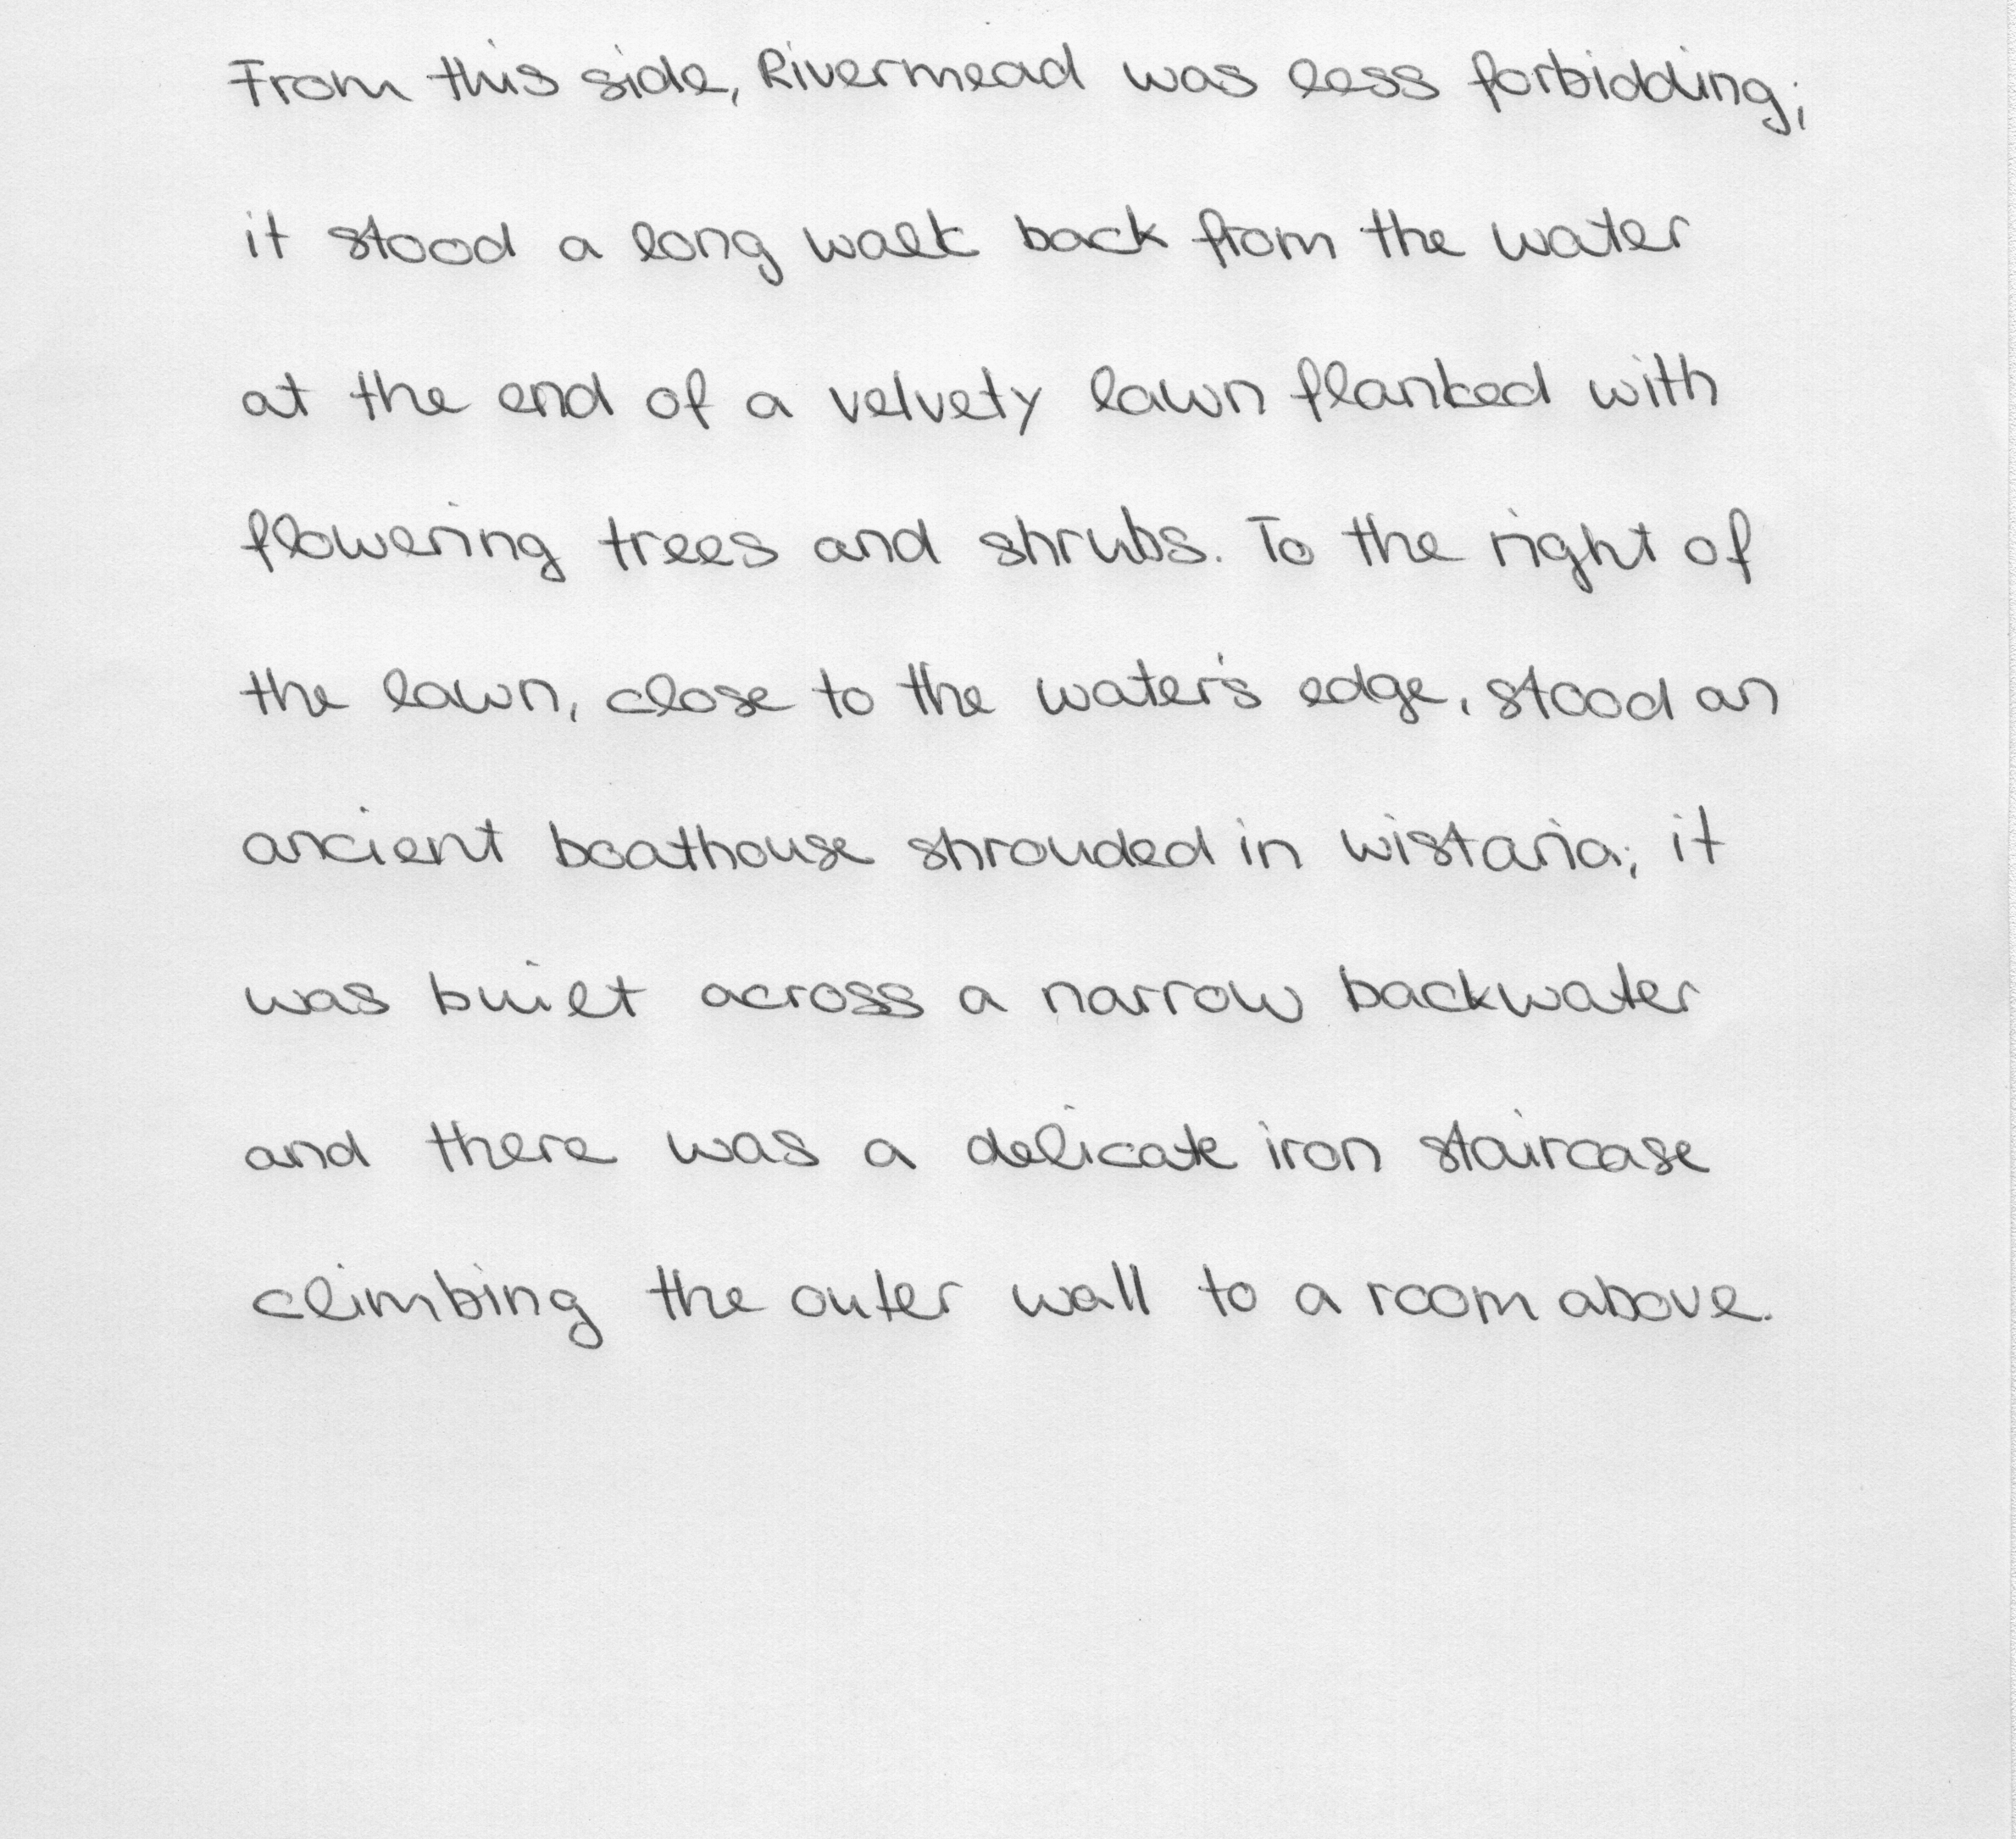 From this side, Rivermead was less forbidding;
it stood a long walk back from the water
at the end of a velvety lawn flanked with
flowering trees and shrubs. To the right of
the lawn, close to the water's edge, stood an
ancient boathouse shrouded in wistaria; it
was built across a narrow backwater
and there was a delicate iron staircase
climbing the outer wall to a room above.